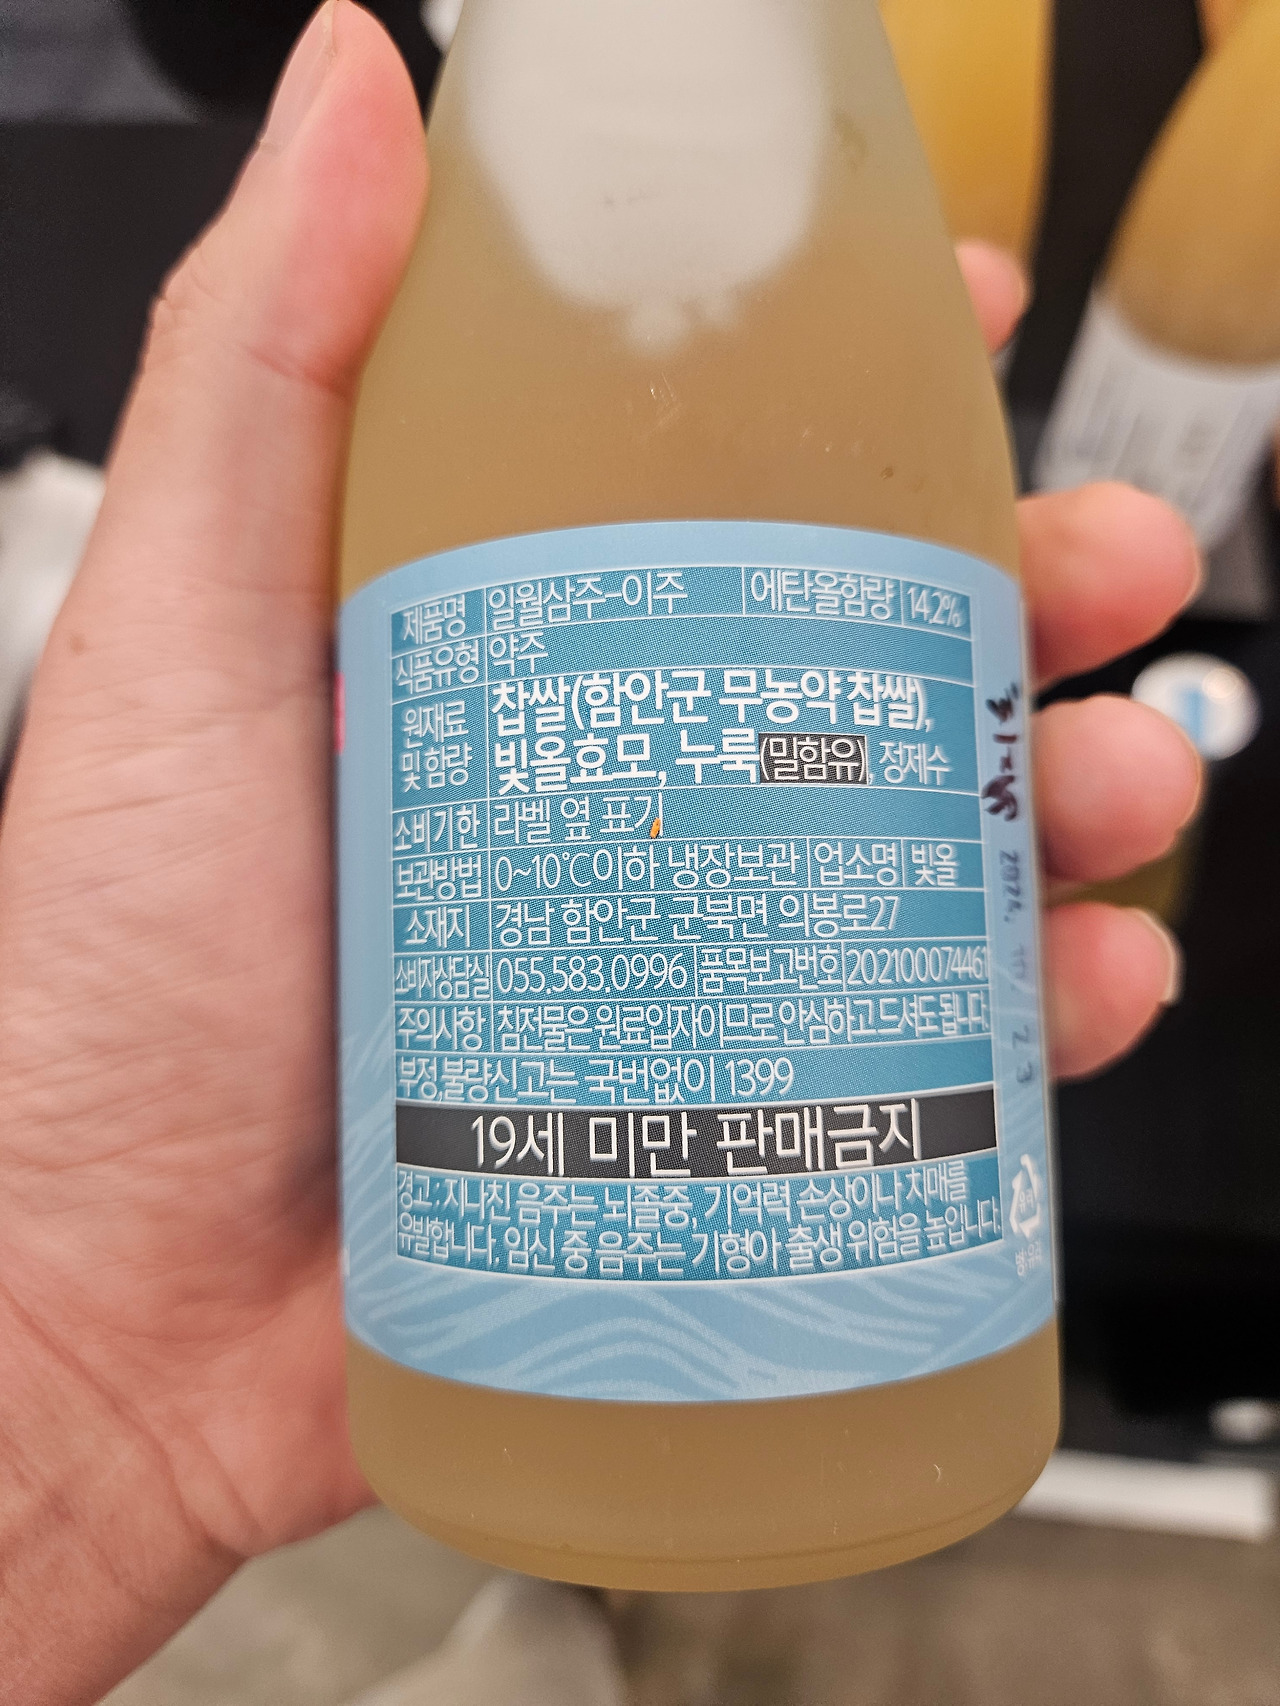 제품명 일월삼주-이주 에탄올함량 14.2%
식품유형 약주
원재료 및 함량 찹쌀(함안군 무농약 찹쌀),
빛올효모, 누룩(밀함유), 정제수
소비기한 라벨 옆 표기
보관방법 0~10℃이하 냉장보관 업소명 빛올
소재지 경남 함안군 군북면 의봉로27
소비자상담실 055.583.0996 품목보고번호 202100074461
주의사항 침전물은 원료입자이므로 안심하고 드셔도 됩니다.
부정,불량신고는 국번없이 1399
19세 미만 판매금지
경고 : 지나친 음주는 뇌졸중, 기억력 손상이나 치매를
유발합니다. 임신 중 음주는 기형아 출생 위험을 높입니다.
병:유리